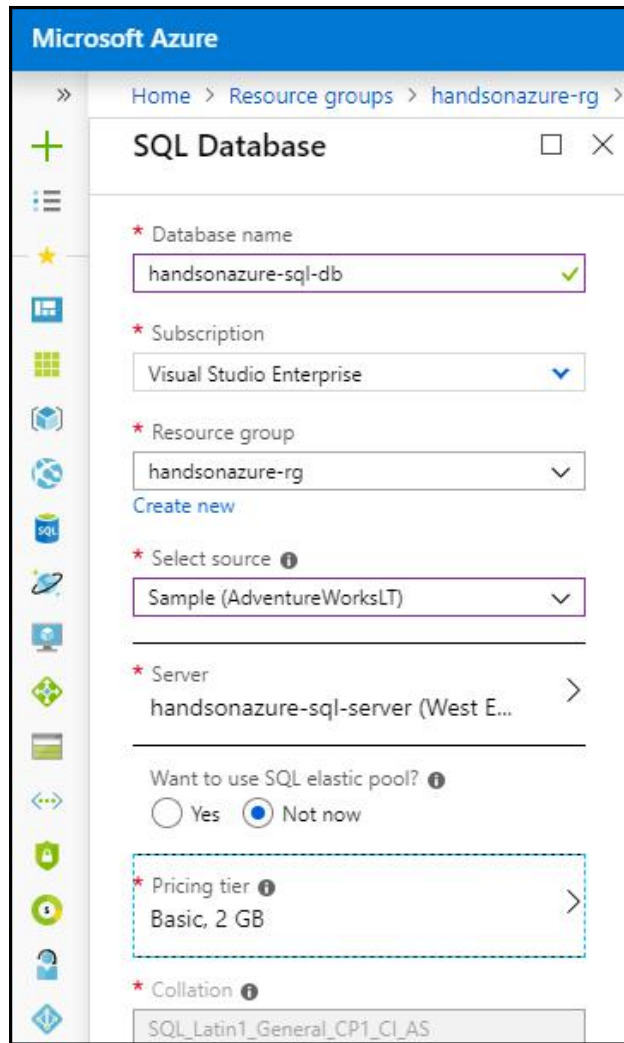 Microsoft Azure
» Home > Resource groups > handsonazure-rg >
SQL Database
* Database name
handsonazure-sql-db
* Subscription
Visual Studio Enterprise
* Resource group
handsonazure-rg
Create new
* Select source
Sample (AdventureWorksLT)
* Server
handsonazure-sql-server (West E...
Want to use SQL elastic pool?
Yes Not now
* Pricing tier
Basic, 2 GB
* Collation
SQL_Latin1_General_CP1_CI_AS
SQL